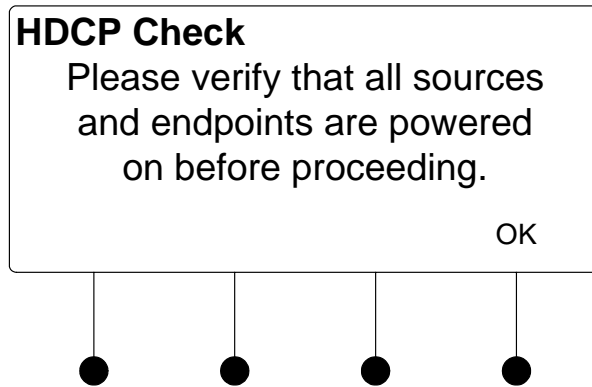 HDCP Check
Please verify that all sources
and endpoints are powered
on before proceeding.
OK